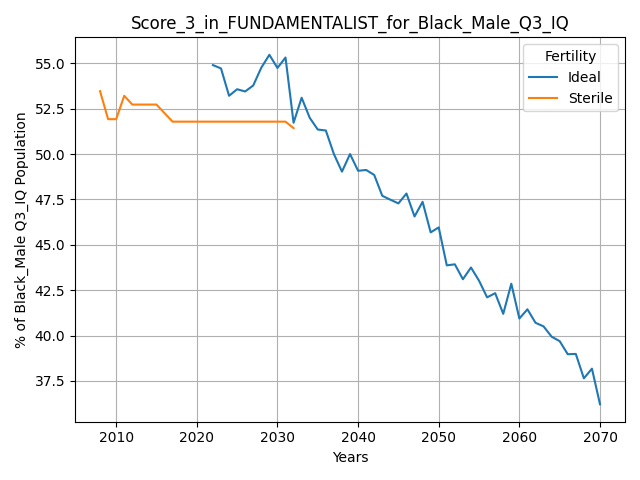 Score_3_in_FUNDAMENTALIST_for_Black_Male_Q3_IQ
Fertility
Ideal
Sterile
% of Black_Male Q3_IQ Population
55.0
52.5
50.0
47.5
45.0
42.5
40.0
37.5
2010 2020 2030 2040 2050 2060 2070
Years